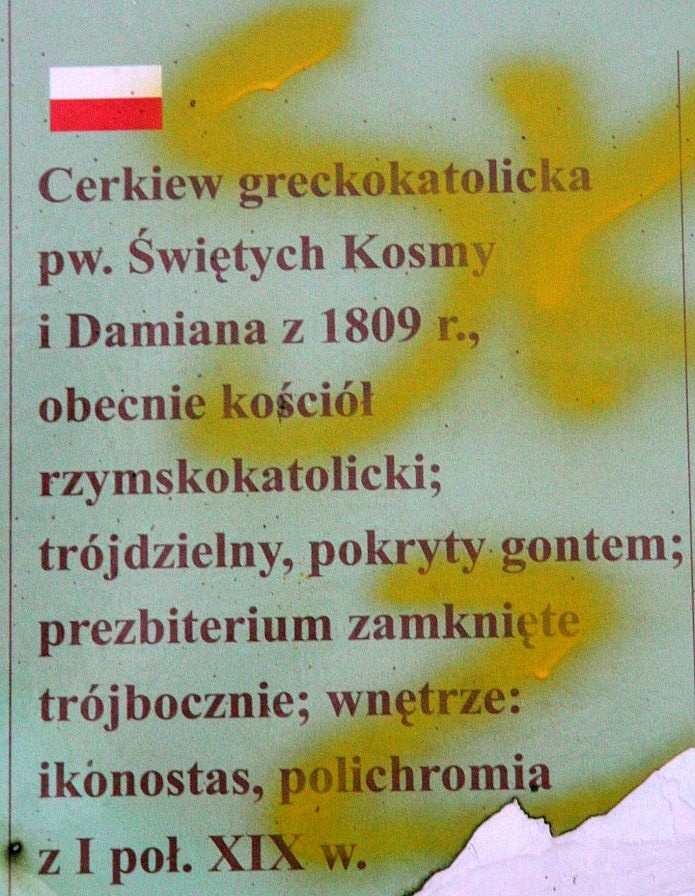 Cerkiew greckokatolicka
pw. Świętych Kosmy
i Damiana z 1809 r.,
obecnie kościół
rzymskokatolicki;
trójdzielny, pokryty gontem;
prezbiterium zamknięte
trójbocznie; wnętrze:
ikonostas, polichromia
z I poł. XIX w.